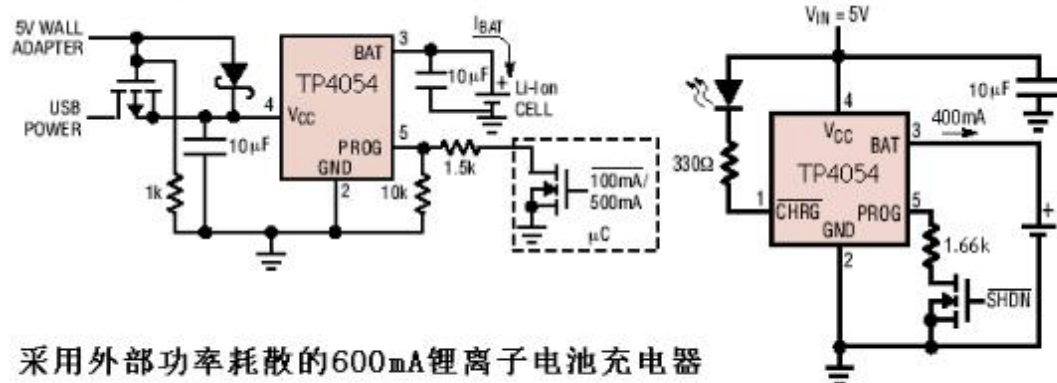 5V WALL
ADAPTER
USB
POWER
1k
10μF
4
VCC
TP4054
BAT
3
PROG
5
GND
2
10μF
IBAT
+
Li-Ion
CELL
1.5k
10k
100mA/
500mA
μC
VIN = 5V
330Ω
1
CHRG
4
VCC
TP4054
BAT
3
400mA
PROG
5
GND
2
10μF
+
1.66k
SHDN
采用外部功率耗散的600mA锂离子电池充电器